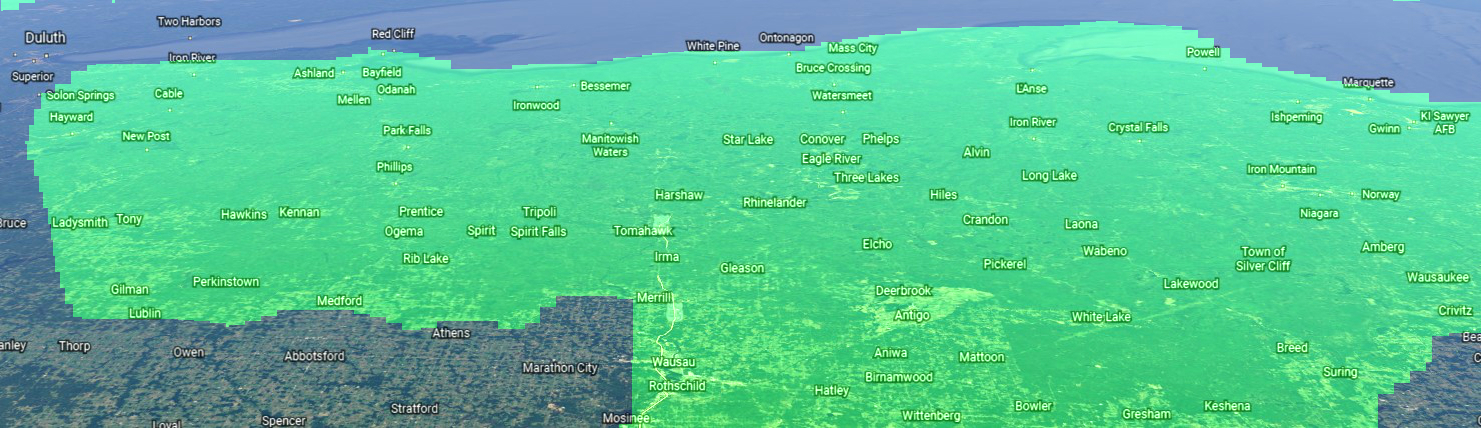 Two Harbors
Duluth
Red Cliff
Ontonagon
White Pine
Mass City
Powell
Iron River
Superior
Ashland
Bayfield
Bruce Crossing
Marquette
Solon Springs
Cable
Mellen
Odanah
Bessemer
Watersmeet
L'Anse
Hayward
Ironwood
Ishpeming
KI Sawyer
AFB
New Post
Park Falls
Manitowish
Waters
Star Lake
Conover
Phelps
Iron River
Crystal Falls
Gwinn
Phillips
Eagle River
Alvin
Three Lakes
Long Lake
Iron Mountain
Harshaw
Rhinelander
Hiles
Norway
Bruce
Ladysmith
Tony
Hawkins
Kennan
Prentice
Tripoli
Crandon
Laona
Niagara
Ogema
Spirit
Spirit Falls
Tomahawk
Elcho
Wabeno
Town of
Silver Cliff
Amberg
Rib Lake
Irma
Gleason
Pickerel
Gilman
Perkinstown
Lakewood
Wausaukee
Medford
Merrill
Deerbrook
Lublin
Antigo
White Lake
Crivitz
anley
Thorp
Owen
Abbotsford
Athens
Marathon City
Wausau
Aniwa
Mattoon
Breed
Bea
C
Rothschild
Birnamwood
Suring
Hatley
Stratford
Spencer
Loyal
Mosinee
Wittenberg
Bowler
Gresham
Keshena